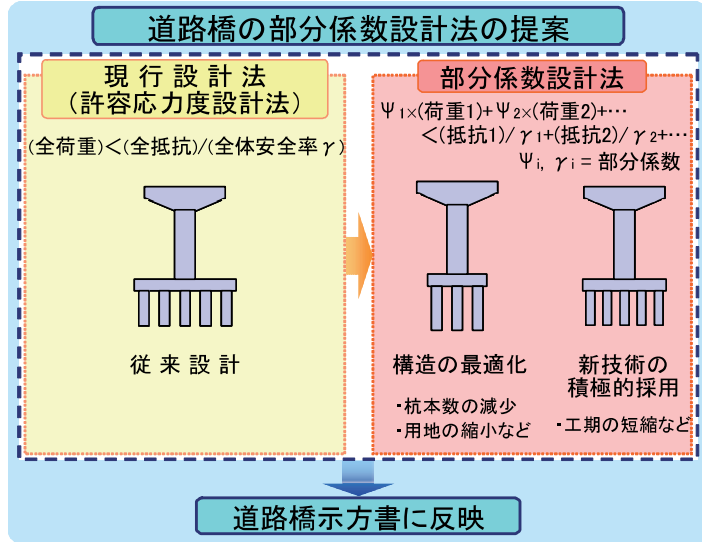 道路橋の部分係数設計法の提案
現行設計法
(許容応力度設計法)
(全荷重)<(全抵抗)/(全体安全率γ)
従来設計
部分係数設計法
Ψ₁×(荷重1)+Ψ₂×(荷重2)+…
<(抵抗1)/γ₁+(抵抗2)/γ₂+…
Ψᵢ, γᵢ=部分係数
構造の最適化
・杭本数の減少
・用地の縮小など
新技術の
積極的採用
・工期の短縮など
道路橋示方書に反映